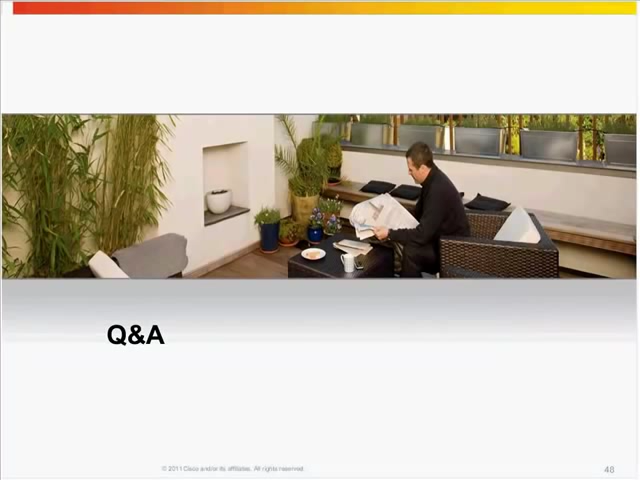 Q&A
© 2011 Cisco and/or its affiliates. All rights reserved.
48